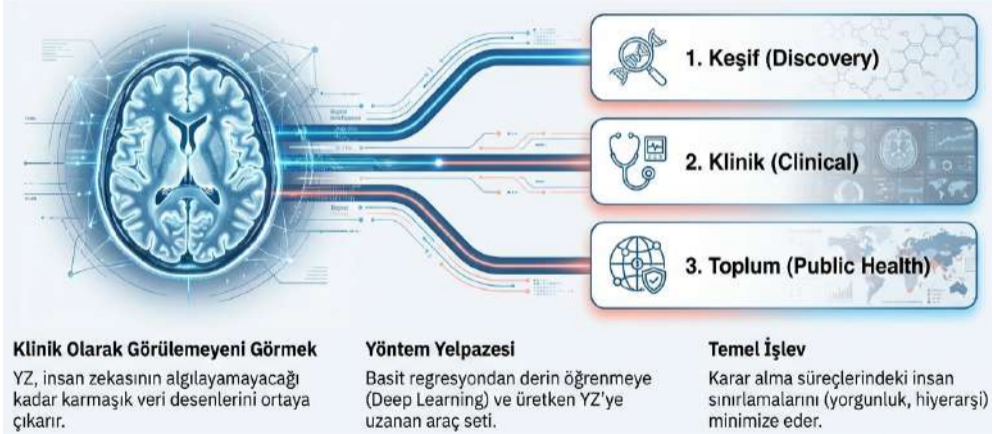 1. Keşif (Discovery)
2. Klinik (Clinical)
3. Toplum (Public Health)
Klinik Olarak Görülemeyeni Görmek
YZ, insan zekasının algılayamayacağı
kadar karmaşık veri desenlerini ortaya
çıkarır.
Yöntem Yelpazesi
Basit regresyondan derin öğrenmeye
(Deep Learning) ve üretken YZ'ye
uzanan araç seti.
Temel İşlev
Karar alma süreçlerindeki insan
sınırlamaları (yorgunluk, hiyerarşi)
minimize eder.